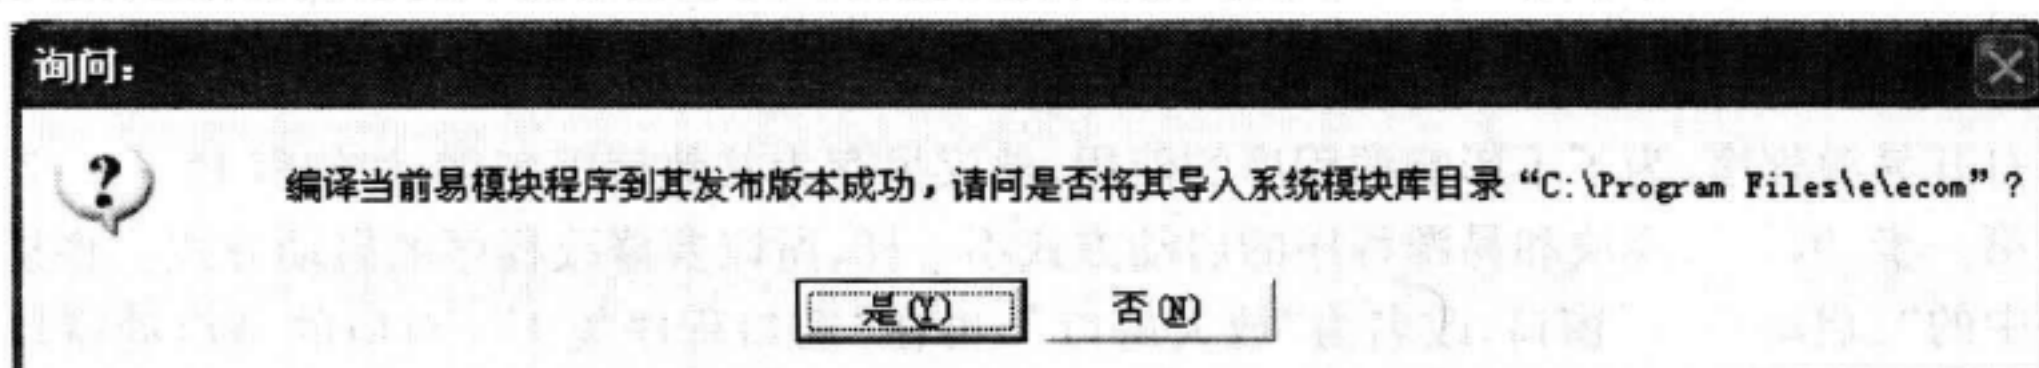 询问:
编译当前易模块程序到其发布版本成功，请问是否将其导入系统模块库目录“C:\Program Files\e\ecom”?
是(Y) 否(N)